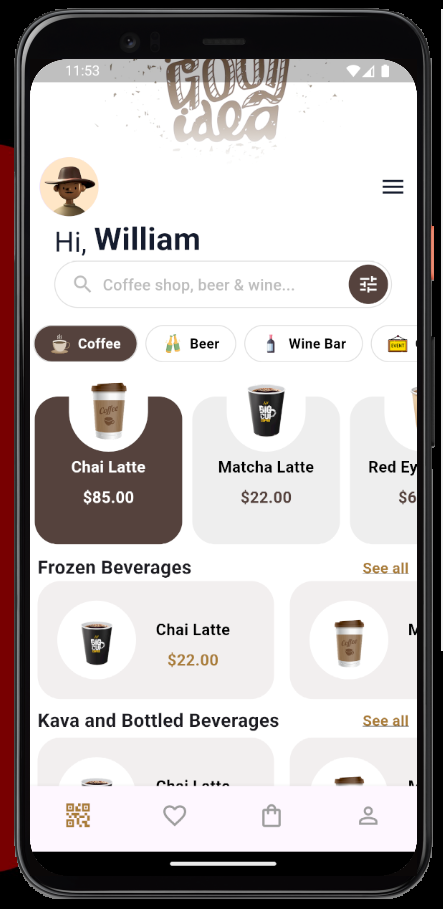 GOOD
idea
11:53
Hi, William
Coffee shop, beer & wine...
Coffee
Beer
Wine Bar
EVENT
Coffee
BIG
CUP
Chai Latte
Matcha Latte
Red Ey
$85.00
$22.00
$6
Frozen Beverages
See all
BIG
CUP
Chai Latte
M
$22.00
Kava and Bottled Beverages
See all
Chai Latte
M